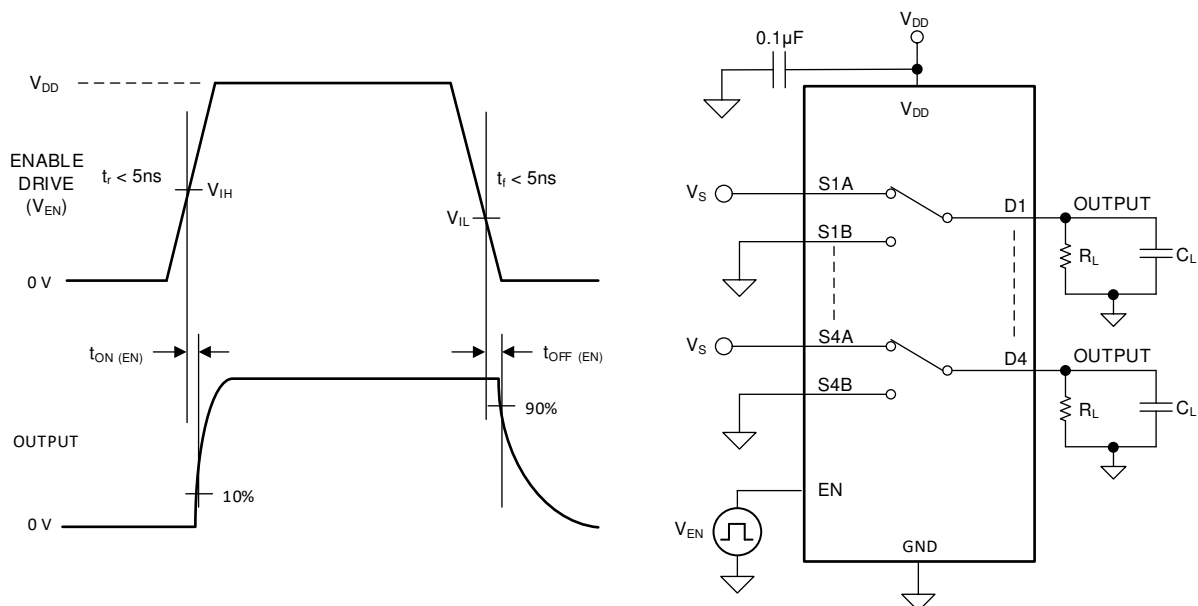 V_DD
ENABLE
DRIVE
(V_EN)
t_r < 5ns
V_IH
t_f < 5ns
V_IL
0 V
t_ON (EN)
t_OFF (EN)
90%
OUTPUT
10%
0 V
V_DD
0.1µF
V_DD
V_S
S1A
D1
OUTPUT
S1B
R_L
C_L
V_S
S4A
D4
OUTPUT
S4B
R_L
C_L
EN
V_EN
GND